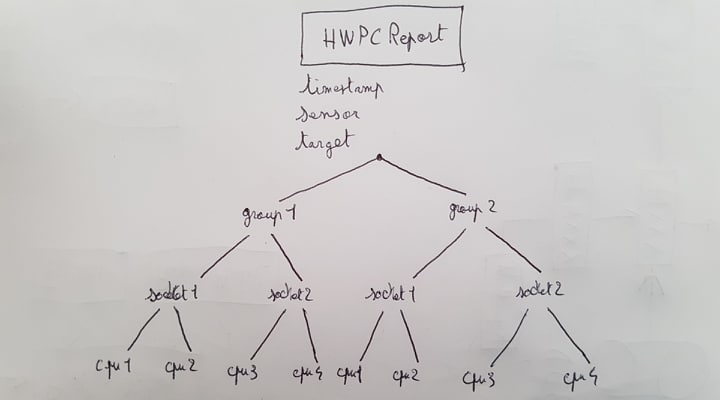 HWPC Report
timestamp
sensor
target
group 1 group 2
socket 1 socket 2 socket 1 socket 2
cpu 1 cpu 2 cpu 3 cpu 4 cpu 1 cpu 2 cpu 3 cpu 4